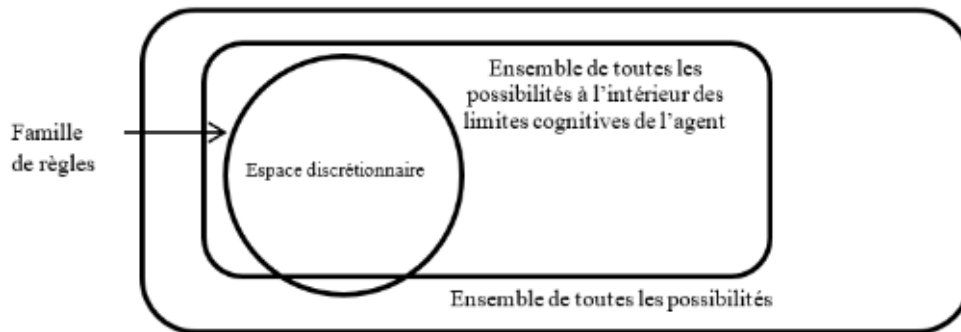 Ensemble de toutes les
possibilités à l'intérieur des
limites cognitives de l'agent
Famille
de règles
Espace discrétionnaire
Ensemble de toutes les possibilités